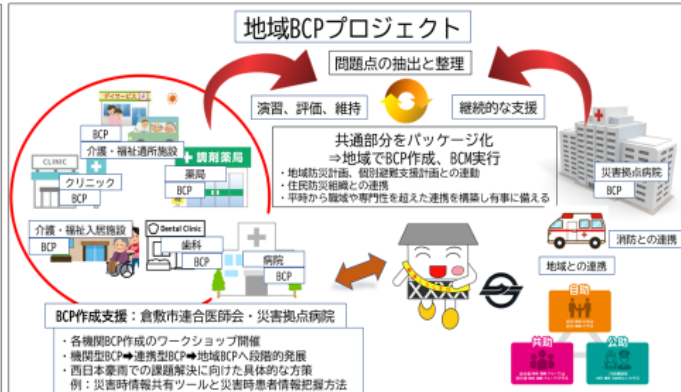 地域BCPプロジェクト
問題点の抽出と整理
演習、評価、維持
継続的な支援
共通部分をパッケージ化
⇒地域でBCP作成、BCM実行
・地域防災計画、個別避難支援計画との連動
・住民防災組織との連携
・平時から職域や専門性を超えた連携を構築し有事に備える
デイサービス
BCP
介護・福祉通所施設
CLINIC
クリニック
BCP
調剤薬局
薬局
BCP
介護・福祉入居施設
BCP
Dental Clinic
歯科
BCP
病院
BCP
災害拠点病院
BCP
消防との連携
地域との連携
自助
共助
公助
BCP作成支援：倉敷市連合医師会・災害拠点病院
・各機関BCP作成のワークショップ開催
・機関型BCP➡連携型BCP➡地域BCPへ段階的発展
・西日本豪雨での課題解決に向けた具体的な方策
例：災害時情報共有ツールと災害時患者情報把握方法